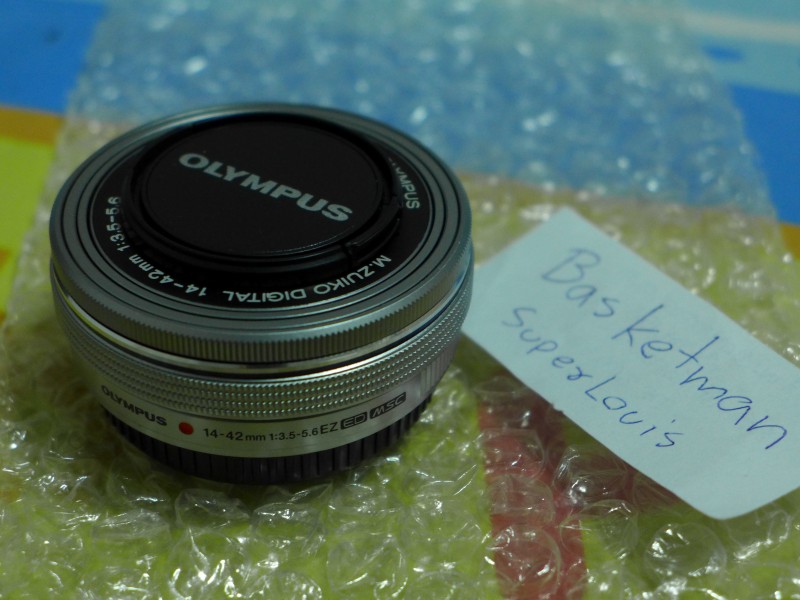 OLYMPUS
OLYMPUS
M.ZUIKO DIGITAL 14-42mm 1:3.5-5.6
OLYMPUS 14-42mm 1:3.5-5.6 EZ ED MSC
Basketman
SuperLouis